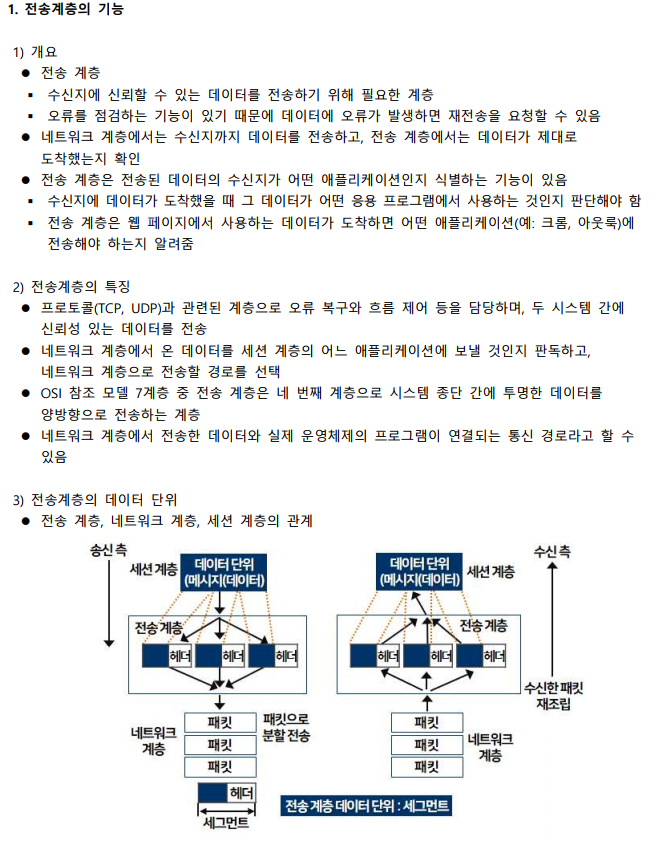 1. 전송계층의 기능
1) 개요
● 전송 계층
▪ 수신지에 신뢰할 수 있는 데이터를 전송하기 위해 필요한 계층
▪ 오류를 점검하는 기능이 있기 때문에 데이터에 오류가 발생하면 재전송을 요청할 수 있음
● 네트워크 계층에서는 수신지까지 데이터를 전송하고, 전송 계층에서는 데이터가 제대로
도착했는지 확인
● 전송 계층은 전송된 데이터의 수신지가 어떤 애플리케이션인지 식별하는 기능이 있음
▪ 수신지에 데이터가 도착했을 때 그 데이터가 어떤 응용 프로그램에서 사용하는 것인지 판단해야 함
▪ 전송 계층은 웹 페이지에서 사용하는 데이터가 도착하면 어떤 애플리케이션(예: 크롬, 아웃룩)에
전송해야 하는지 알려줌
2) 전송계층의 특징
● 프로토콜(TCP, UDP)과 관련된 계층으로 오류 복구와 흐름 제어 등을 담당하며, 두 시스템 간에
신뢰성 있는 데이터를 전송
● 네트워크 계층에서 온 데이터를 세션 계층의 어느 애플리케이션에 보낼 것인지 판독하고,
네트워크 계층으로 전송할 경로를 선택
● OSI 참조 모델 7계층 중 전송 계층은 네 번째 계층으로 시스템 종단 간에 투명한 데이터를
양방향으로 전송하는 계층
● 네트워크 계층에서 전송한 데이터와 실제 운영체제의 프로그램이 연결되는 통신 경로라고 할 수
있음
3) 전송계층의 데이터 단위
● 전송 계층, 네트워크 계층, 세션 계층의 관계
송신 측
세션 계층
데이터 단위
(메시지(데이터)
전송 계층
헤더
헤더
헤더
네트워크
계층
패킷
패킷
패킷
패킷으로
분할 전송
헤더
세그먼트
데이터 단위
(메시지(데이터)
세션 계층
수신 측
전송 계층
헤더
헤더
헤더
수신한 패킷
재조립
패킷
패킷
패킷
네트워크
계층
전송 계층 데이터 단위 : 세그먼트